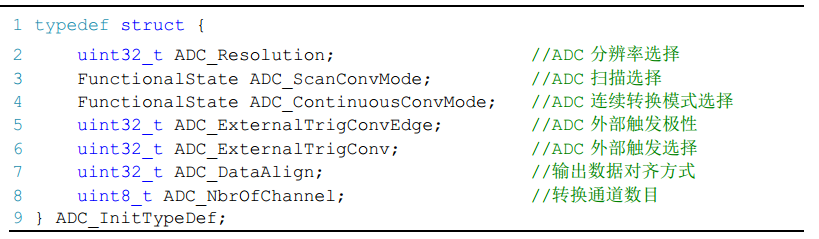 1 typedef struct {
2     uint32_t ADC_Resolution;                  //ADC 分辨率选择
3     FunctionalState ADC_ScanConvMode;         //ADC 扫描选择
4     FunctionalState ADC_ContinuousConvMode;   //ADC 连续转换模式选择
5     uint32_t ADC_ExternalTrigConvEdge;        //ADC 外部触发极性
6     uint32_t ADC_ExternalTrigConv;            //ADC 外部触发选择
7     uint32_t ADC_DataAlign;                   //输出数据对齐方式
8     uint8_t ADC_NbrOfChannel;                 //转换通道数目
9 } ADC_InitTypeDef;